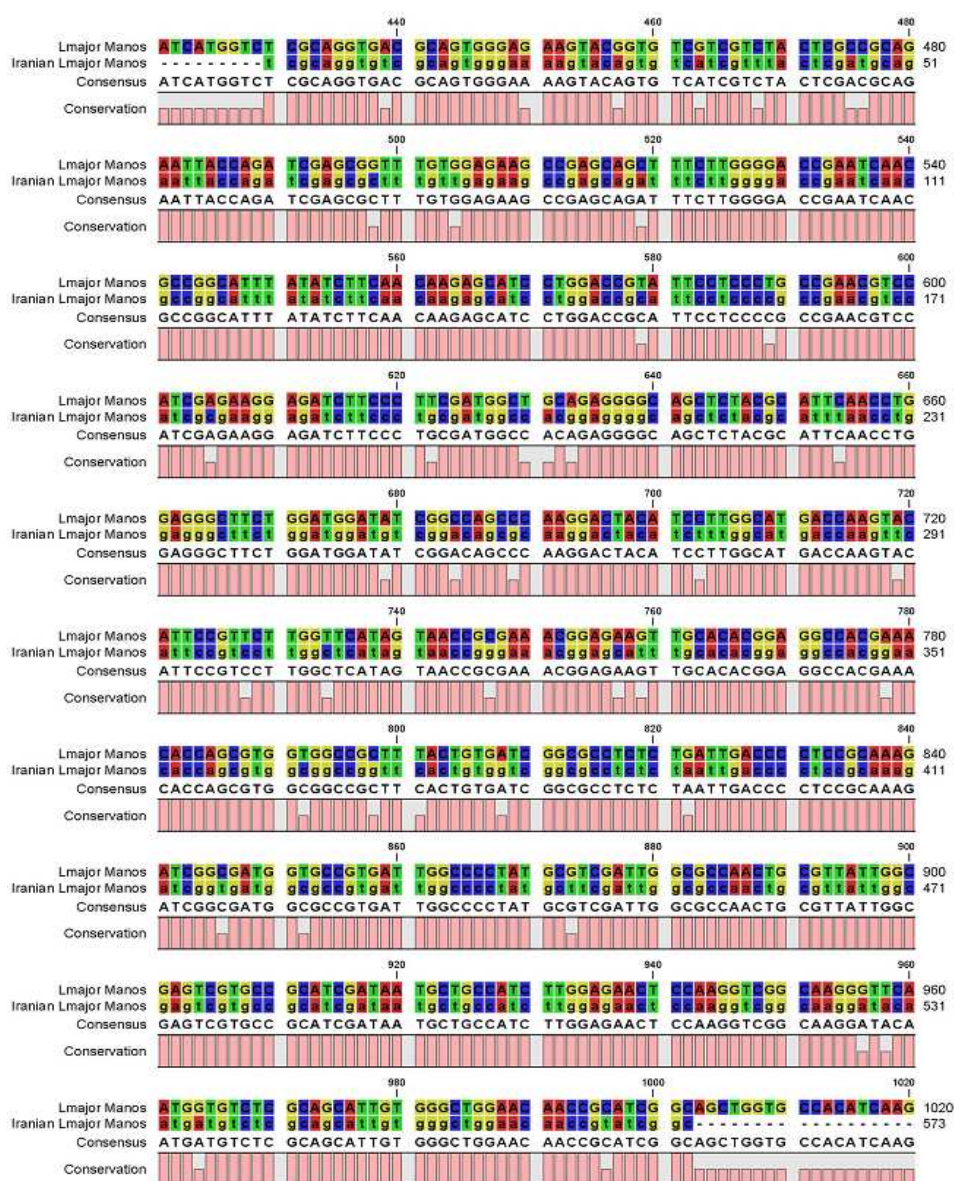 440 460 480
Lmajor Manos ATCATGGTCT CGCAGGTGAC GCAGTGGGAG AAGTACGGTG TCGTCGTCTA CTCGCCGCAG 480
Iranian Lmajor Manos ---------t cgcaggtgtc gcagtgggaa aagtacagtg tcatcgttta ctcgatgcag 51
Consensus ATCATGGTCT CGCAGGTGAC GCAGTGGGAA AAGTACAGTG TCATCGTCTA CTCGACGCAG
Conservation
500 520 540
Lmajor Manos AATTACCAGA TCGAGCGGTT TGTGGAGAAG CCGAGCAGCT TTCTTGGGGA CCGAATCAAC 540
Iranian Lmajor Manos aattaccaga tcgagcgctt tgttgagaag ccgagcagat ttcttgggga ccgaatcaac 111
Consensus AATTACCAGA TCGAGCGCTT TGTGGAGAAG CCGAGCAGAT TTCTTGGGGA CCGAATCAAC
Conservation
560 580 600
Lmajor Manos GCCGGCATTT ATATCTTCAA CAAGAGCATC CTGGACCGTA TTCCTCCCTG CCGAACGTCC 600
Iranian Lmajor Manos gccggcattt atatcttcaa caagagcatc ctggaccgca ttcctccccg ccgaacgtcc 171
Consensus GCCGGCATTT ATATCTTCAA CAAGAGCATC CTGGACCGCA TTCCTCCCCG CCGAACGTCC
Conservation
620 640 660
Lmajor Manos ATCGAGAAGG AGATCTTCCC TTCGATGGCT GCAGAGGGGC AGCTCTACGC ATTCAACCTG 660
Iranian Lmajor Manos atcgcgaagg agatcttccc tgcgatggcc acggaggggc agctctacgc atttaacctg 231
Consensus ATCGAGAAGG AGATCTTCCC TGCGATGGCC ACAGAGGGGC AGCTCTACGC ATTCAACCTG
Conservation
680 700 720
Lmajor Manos GAGGGCTTCT GGATGGATAT CGGCCAGCCC AAGGACTACA TCCTTGGCAT GACCAAGTAC 720
Iranian Lmajor Manos gagggcttct ggatggatgt cggacagcgc aaggactaca tctttggcat gaccaagttc 291
Consensus GAGGGCTTCT GGATGGATAT CGGACAGCCC AAGGACTACA TCCTTGGCAT GACCAAGTAC
Conservation
740 760 780
Lmajor Manos ATTCCGTTCT TGGTTCATAG TAACCGCGAA ACGGAGAAGT TGCACACGGA GGCCACGAAA 780
Iranian Lmajor Manos attccgtcct tggctcatag taaccgggaa acggagcatt tgcacacgga ggccacggaa 351
Consensus ATTCCGTCCT TGGCTCATAG TAACCGCGAA ACGGAGAAGT TGCACACGGA GGCCACGAAA
Conservation
800 820 840
Lmajor Manos CACCAGCGTG GTGGCCGCTT TACTGTGATC GGCGCCTCTC TGATTGACCC CTCCGCAAAG 840
Iranian Lmajor Manos caccagcgtg gcggccggtt cactgtggtc ggcgcctctc taattgaccc ctccgcaaag 411
Consensus CACCAGCGTG GCGGCCGCTT CACTGTGATC GGCGCCTCTC TAATTGACCC CTCCGCAAAG
Conservation
860 880 900
Lmajor Manos ATCGGCGATG GTGCCGTGAT TGGCCCCTAT GCGTCGATTG GCGCCAACTG CGTTATTGGC 900
Iranian Lmajor Manos atcggtgatg gcgccgtgat tggcccctat gcttcgattg gcgccaactg cgttattggc 471
Consensus ATCGGCGATG GCGCCGTGAT TGGCCCCTAT GCGTCGATTG GCGCCAACTG CGTTATTGGC
Conservation
920 940 960
Lmajor Manos GAGTCGTGCC GCATCGATAA TGCTGCCATC TTGGAGAACT CCAAGGTCGG CAAGGGTTCA 960
Iranian Lmajor Manos gagtcgtgcc gcatcgataa tgctgccatc ttggagaact ccaaggtcgg caaggataca 531
Consensus GAGTCGTGCC GCATCGATAA TGCTGCCATC TTGGAGAACT CCAAGGTCGG CAAGGATACA
Conservation
980 1000 1020
Lmajor Manos ATGGTGTCTC GCAGCATTGT GGGCTGGAAC AACCGCATCG GCAGCTGGTG CCACATCAAG 1020
Iranian Lmajor Manos atgatgtctc gcagcattgt gggctggaac aaccgtatcg gc-------- ---------- 573
Consensus ATGATGTCTC GCAGCATTGT GGGCTGGAAC AACCGCATCG GCAGCTGGTG CCACATCAAG
Conservation